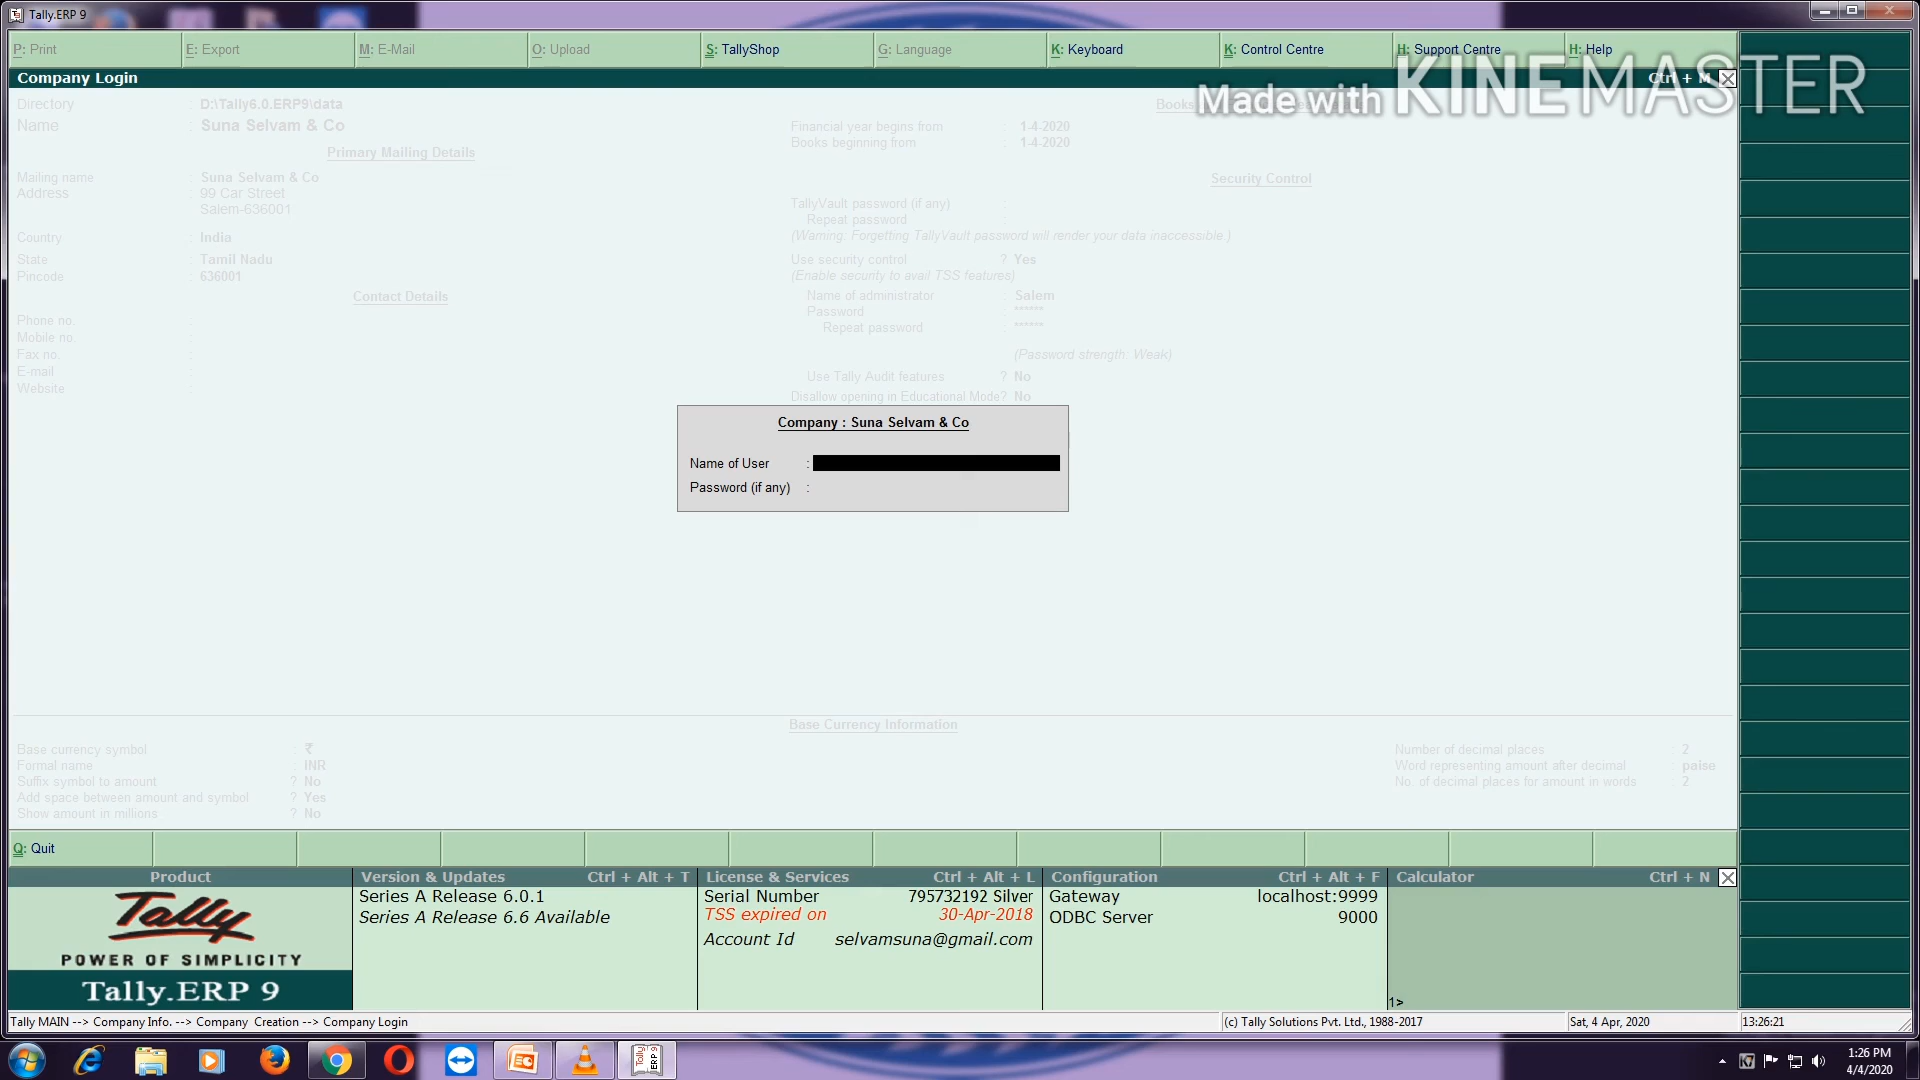 Tally.ERP 9
P: Print E: Export M: E-Mail O: Upload S: TallyShop G: Language K: Keyboard K: Control Centre H: Support Centre H: Help
Company Login Ctrl + M
Made with KINEMASTER
Directory : D:\Tally6.0.ERP9\data
Name : Suna Selvam & Co
Primary Mailing Details
Mailing name : Suna Selvam & Co
Address : 99 Car Street
Salem-636001
Country : India
State : Tamil Nadu
Pincode : 636001
Contact Details
Phone no. :
Mobile no. :
Fax no. :
E-mail :
Website :
Books
Financial year begins from : 1-4-2020
Books beginning from : 1-4-2020
Security Control
TallyVault password (if any) :
Repeat password :
(Warning: Forgetting TallyVault password will render your data inaccessible.)
Use security control ? Yes
(Enable security to avail TSS features)
Name of administrator : Salem
Password : ******
Repeat password : ******
(Password strength: Weak)
Use Tally Audit features ? No
Disallow opening in Educational Mode? No
Company : Suna Selvam & Co
Name of User :
Password (if any) :
Base Currency Information
Base currency symbol : ₹
Formal name : INR
Suffix symbol to amount ? No
Add space between amount and symbol ? Yes
Show amount in millions ? No
Number of decimal places : 2
Word representing amount after decimal : paise
No. of decimal places for amount in words : 2
Q: Quit
Product
Tally
POWER OF SIMPLICITY
Tally.ERP 9
Version & Updates Ctrl + Alt + T
Series A Release 6.0.1
Series A Release 6.6 Available
License & Services Ctrl + Alt + L
Serial Number 795732192 Silver
TSS expired on 30-Apr-2018
Account Id selvamsuna@gmail.com
Configuration Ctrl + Alt + F
Gateway localhost:9999
ODBC Server 9000
Calculator Ctrl + N
1>
Tally MAIN --> Company Info. --> Company Creation --> Company Login (c) Tally Solutions Pvt. Ltd., 1988-2017 Sat, 4 Apr, 2020 13:26:21
Tally ERP 9
1:26 PM
4/4/2020